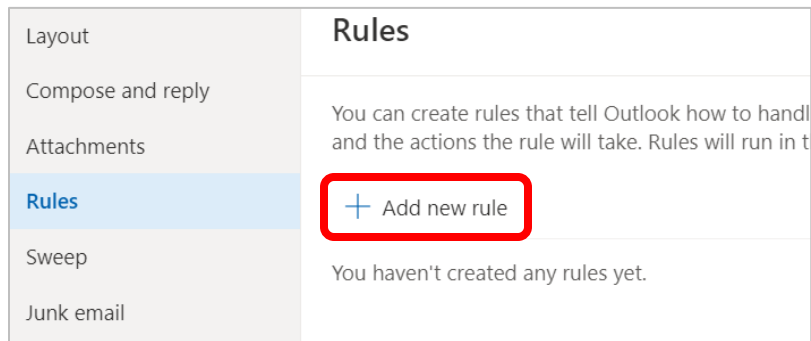 Layout
Compose and reply
Attachments
Rules
Sweep
Junk email
Rules
You can create rules that tell Outlook how to handl
and the actions the rule will take. Rules will run in t
+ Add new rule
You haven't created any rules yet.